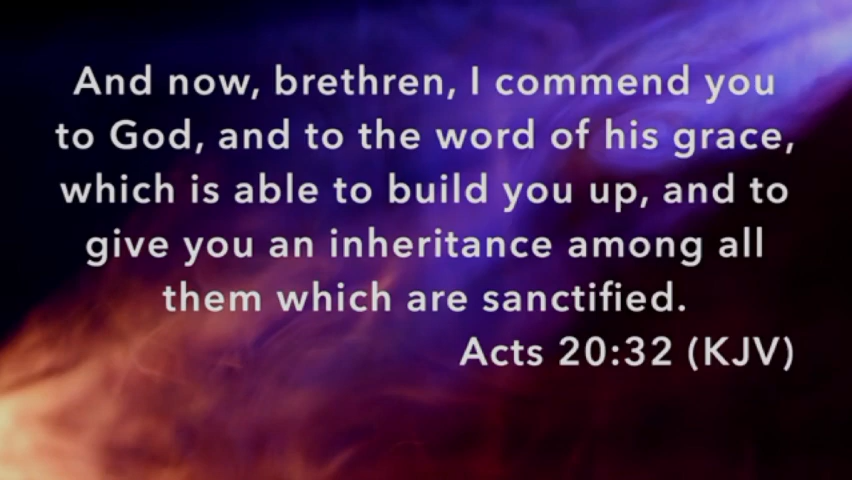 And now, brethren, I commend you
to God, and to the word of his grace,
which is able to build you up, and to
give you an inheritance among all
them which are sanctified.
Acts 20:32 (KJV)